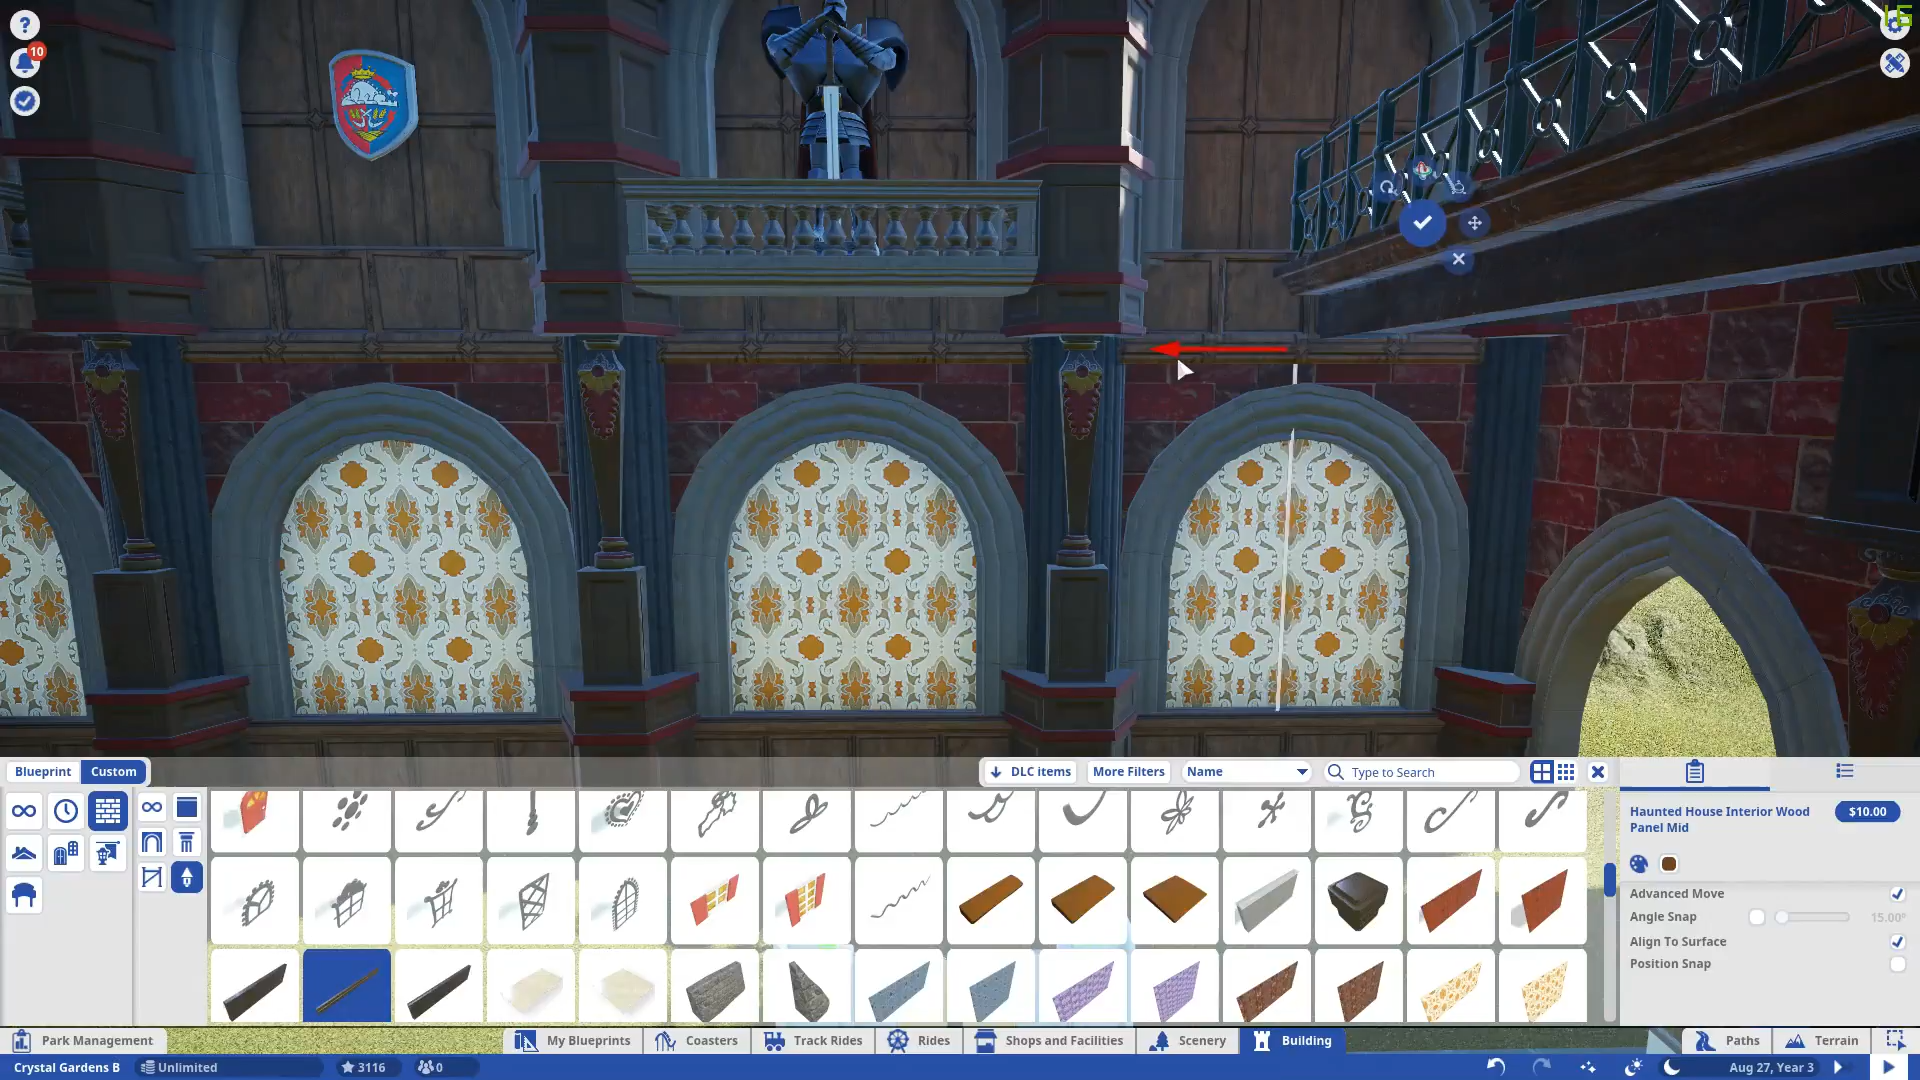 ?
10
16
Blueprint
Custom
DLC items
More Filters
Name
Type to Search
Haunted House Interior Wood
Panel Mid
$10.00
Advanced Move
Angle Snap
15.00°
Align To Surface
Position Snap
Park Management
My Blueprints
Coasters
Track Rides
Rides
Shops and Facilities
Scenery
Building
Paths
Terrain
Crystal Gardens B
Unlimited
3116
0
Aug 27, Year 3